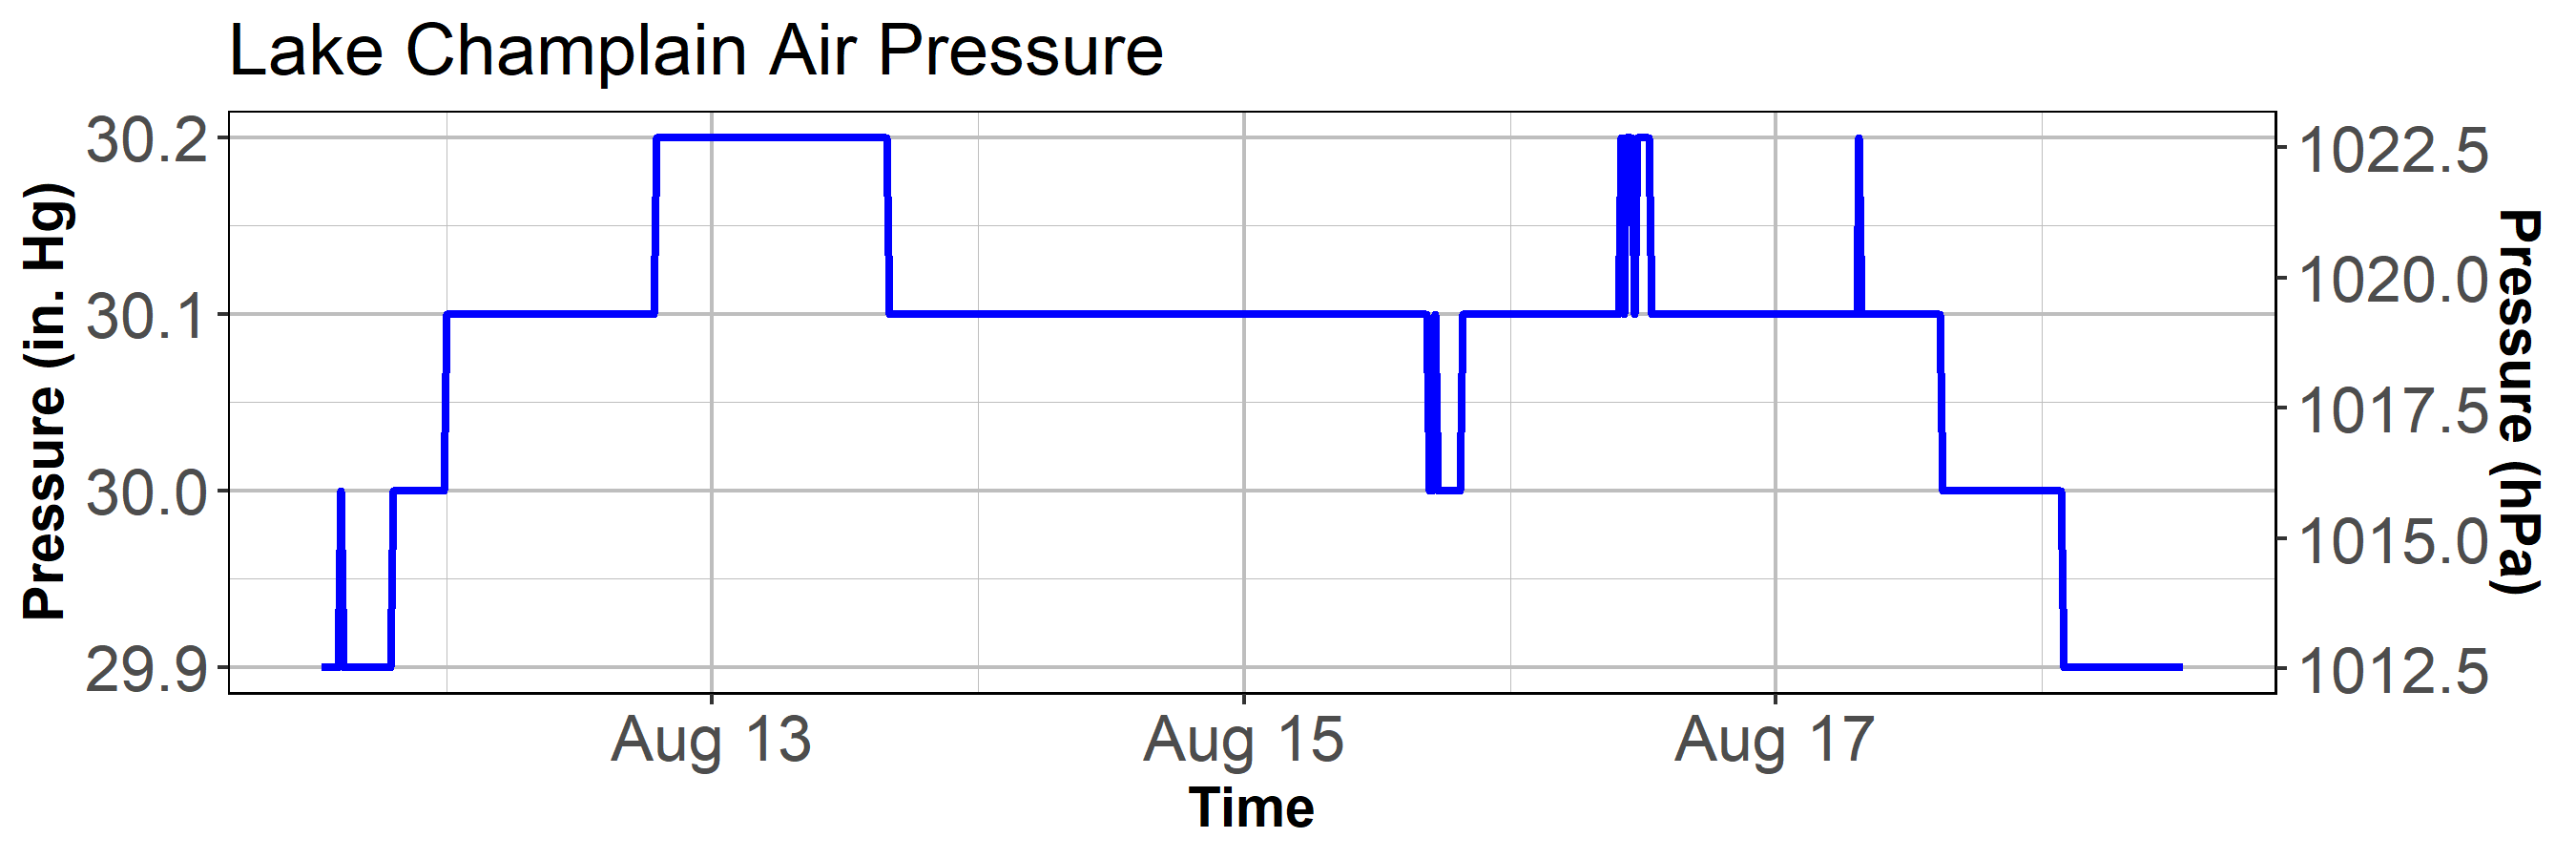 Lake Champlain Air Pressure
Pressure (in. Hg)
30.2
30.1
30.0
29.9
1022.5
1020.0
1017.5
1015.0
1012.5
Pressure (hPa)
Aug 13
Aug 15
Aug 17
Time